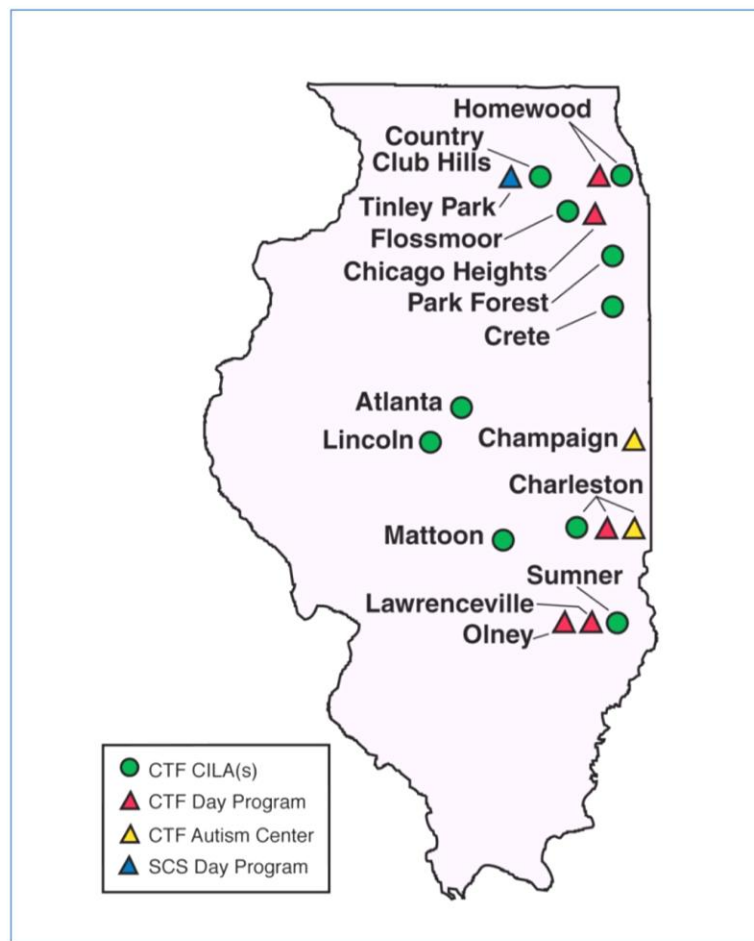 Homewood
Country
Club Hills
Tinley Park
Flossmoor
Chicago Heights
Park Forest
Crete
Atlanta
Lincoln
Champaign
Charleston
Mattoon
Sumner
Lawrenceville
Olney
CTF CILA(s)
CTF Day Program
CTF Autism Center
SCS Day Program